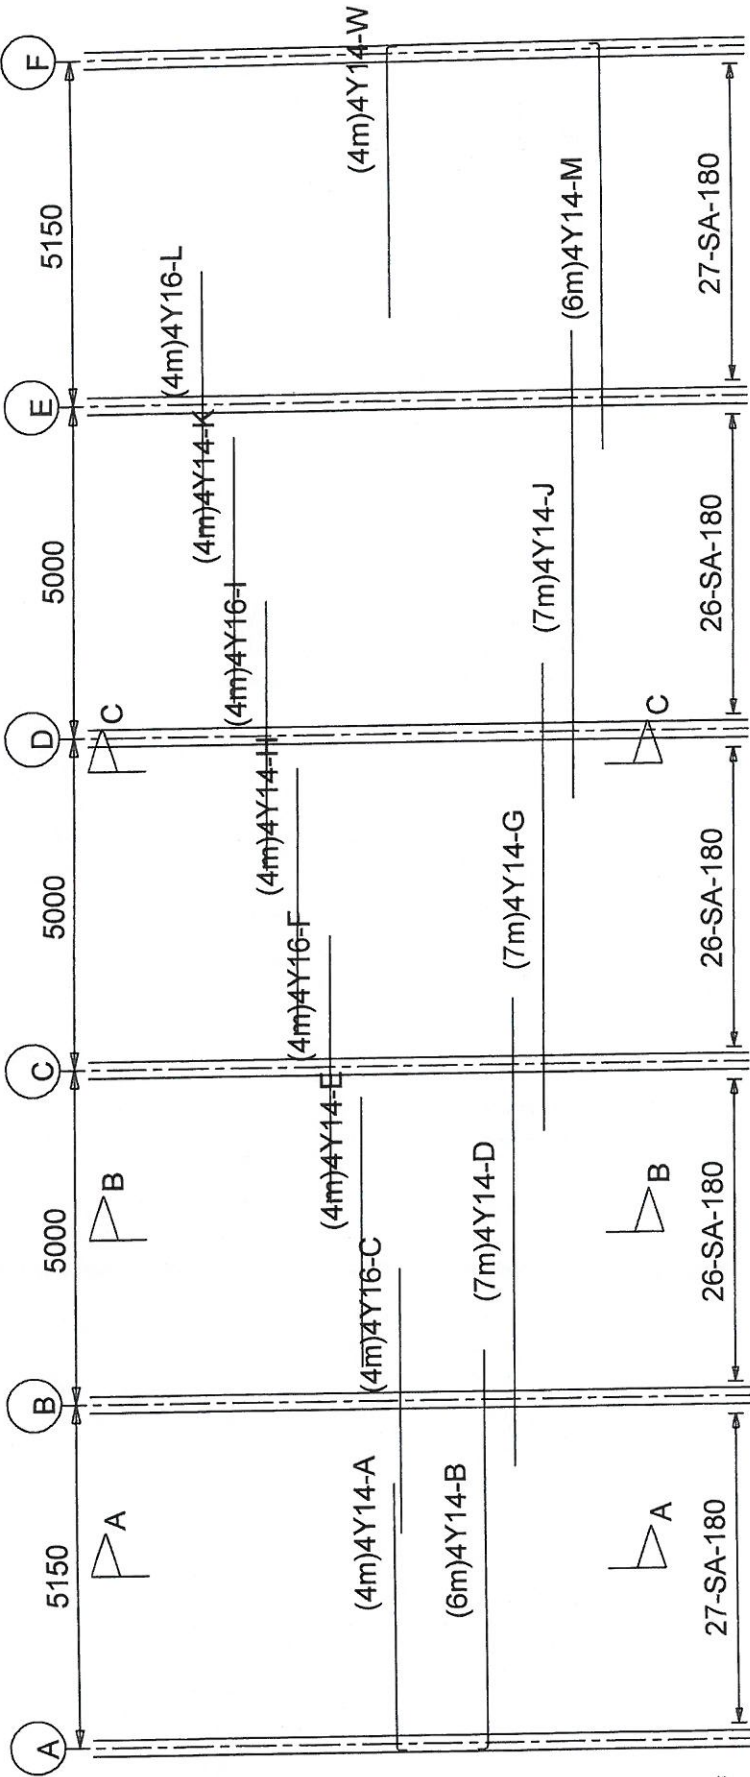 A
B
C
D
E
F
5150
5000
5000
5000
5150
A
B
C
(4m)4Y16-L
(4m)4Y14-K
(4m)4Y16-I
(4m)4Y14-H
(4m)4Y16-F
(4m)4Y14-E
(4m)4Y16-C
(4m)4Y14-A
(4m)4Y14-W
(6m)4Y14-B
(7m)4Y14-D
(7m)4Y14-G
(7m)4Y14-J
(6m)4Y14-M
A
B
C
27-SA-180
26-SA-180
26-SA-180
26-SA-180
27-SA-180